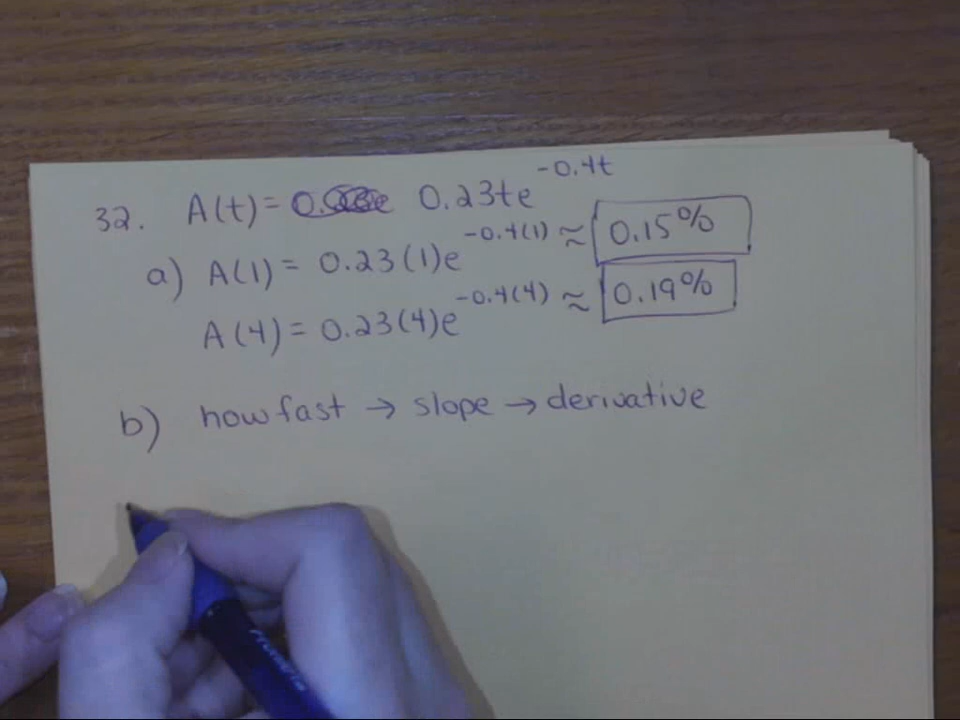 32. A(t)= 0.23te^-0.4t
a) A(1) = 0.23(1)e^-0.4(1) ≈ 0.15%
A(4) = 0.23(4)e^-0.4(4) ≈ 0.19%
b) how fast → slope → derivative